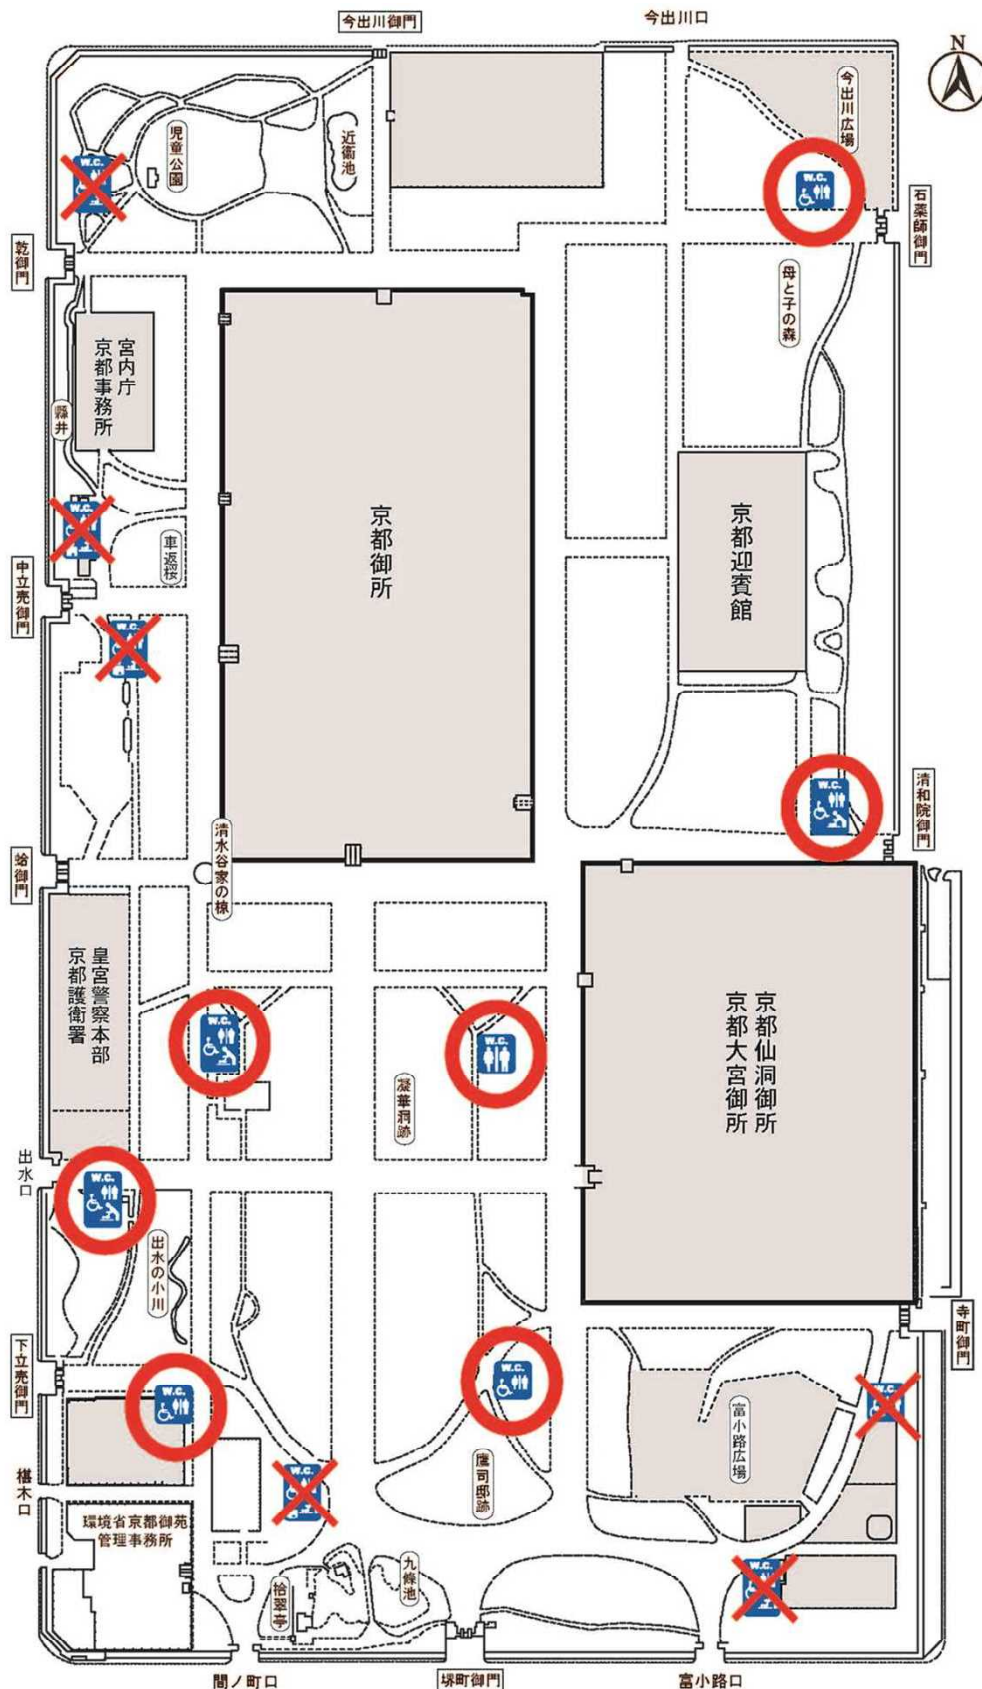 今出川御門
今出川口
N
児童公園
近衞池
今出川広場
W.C.
W.C.
乾御門
石薬師御門
母と子の森
宮内庁
京都事務所
縣井
京都御所
京都迎賓館
W.C.
車返桜
中立売御門
W.C.
W.C.
清和院御門
蛤御門
清水谷家の椋
皇宮警察本部
京都護衛署
京都仙洞御所
京都大宮御所
W.C.
W.C.
凝華洞跡
出水口
W.C.
出水の小川
寺町御門
下立売御門
W.C.
W.C.
W.C.
富小路広場
鷹司邸跡
椹木口
W.C.
環境省京都御苑
管理事務所
拾翠亭
九條池
W.C.
間ノ町口
堺町御門
富小路口